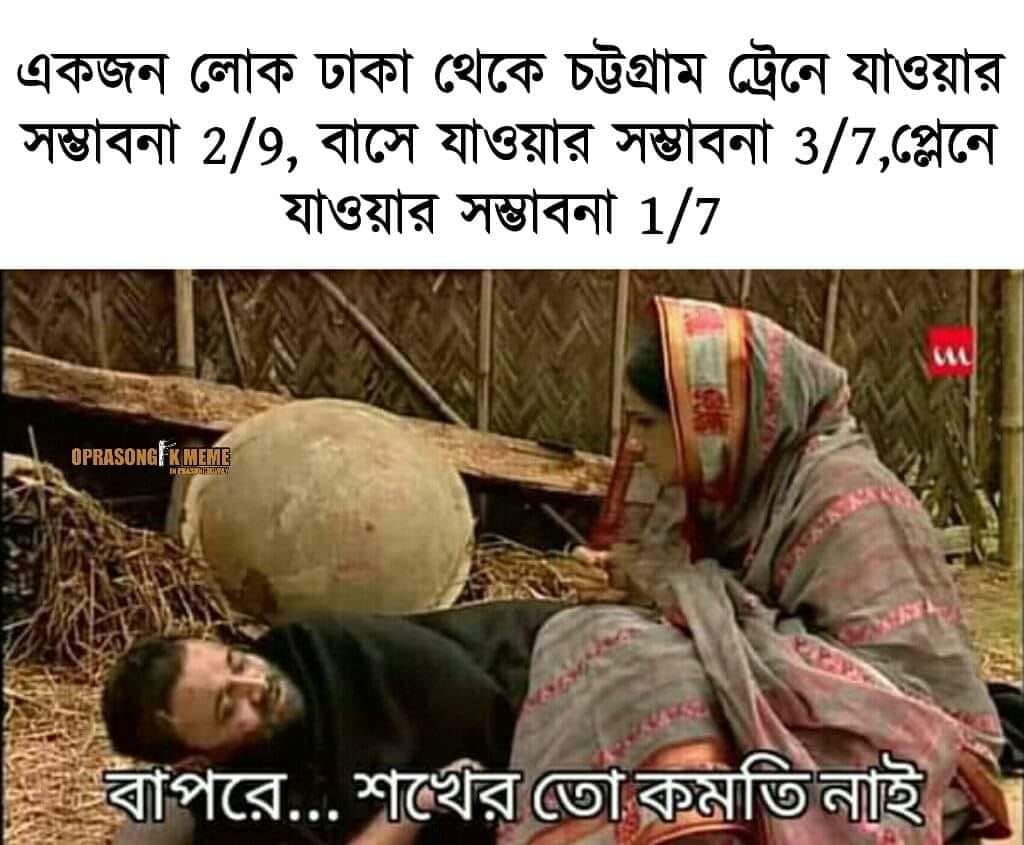 একজন লোক ঢাকা থেকে চট্টগ্রাম ট্রেনে যাওয়ার
সম্ভাবনা 2/9, বাসে যাওয়ার সম্ভাবনা 3/7,প্লেনে
যাওয়ার সম্ভাবনা 1/7
OPRASONGIK MEME
বাপরে... শখের তো কমতি নাই